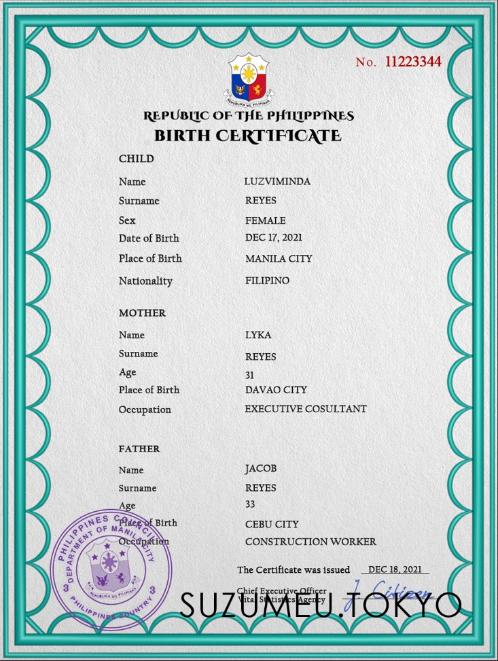 No. 11223344
REPUBLIC OF THE PHILIPPINES
BIRTH CERTIFICATE
CHILD
Name LUZVIMINDA
Surname REYES
Sex FEMALE
Date of Birth DEC 17, 2021
Place of Birth MANILA CITY
Nationality FILIPINO
MOTHER
Name LYKA
Surname REYES
Age 31
Place of Birth DAVAO CITY
Occupation EXECUTIVE COSULTANT
FATHER
Name JACOB
Surname REYES
Age 33
Place of Birth CEBU CITY
Occupation CONSTRUCTION WORKER
PHILIPPINES COUNCIL
DEPARTMENT OF MANILA CITY
PHILIPPINES COUNTRY
The Certificate was issued DEC 18, 2021
Chief Executive Officer
Vital Statistics Agency
J Citizen
SUZUMEU.TOKYO